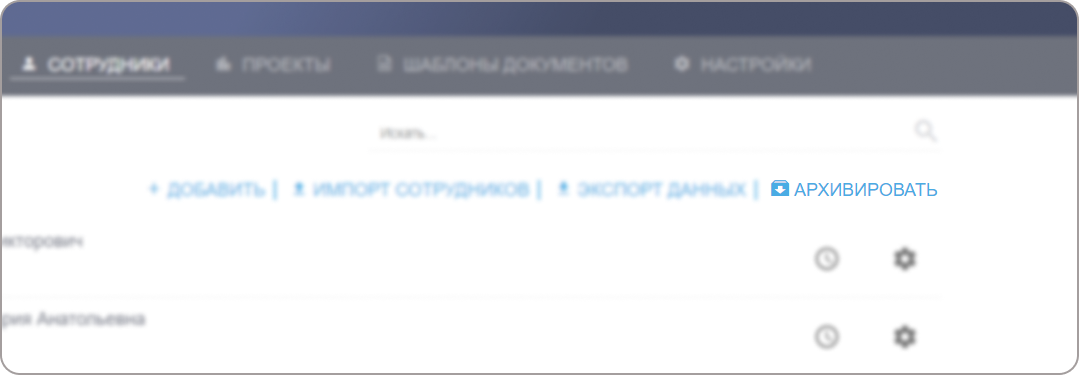 СОТРУДНИКИ ПРОЕКТЫ ШАБЛОНЫ ДОКУМЕНТОВ НАСТРОЙКИ
Искать...
+ ДОБАВИТЬ | ИМПОРТ СОТРУДНИКОВ | ЭКСПОРТ ДАННЫХ | АРХИВИРОВАТЬ
икторович
рия Анатольевна